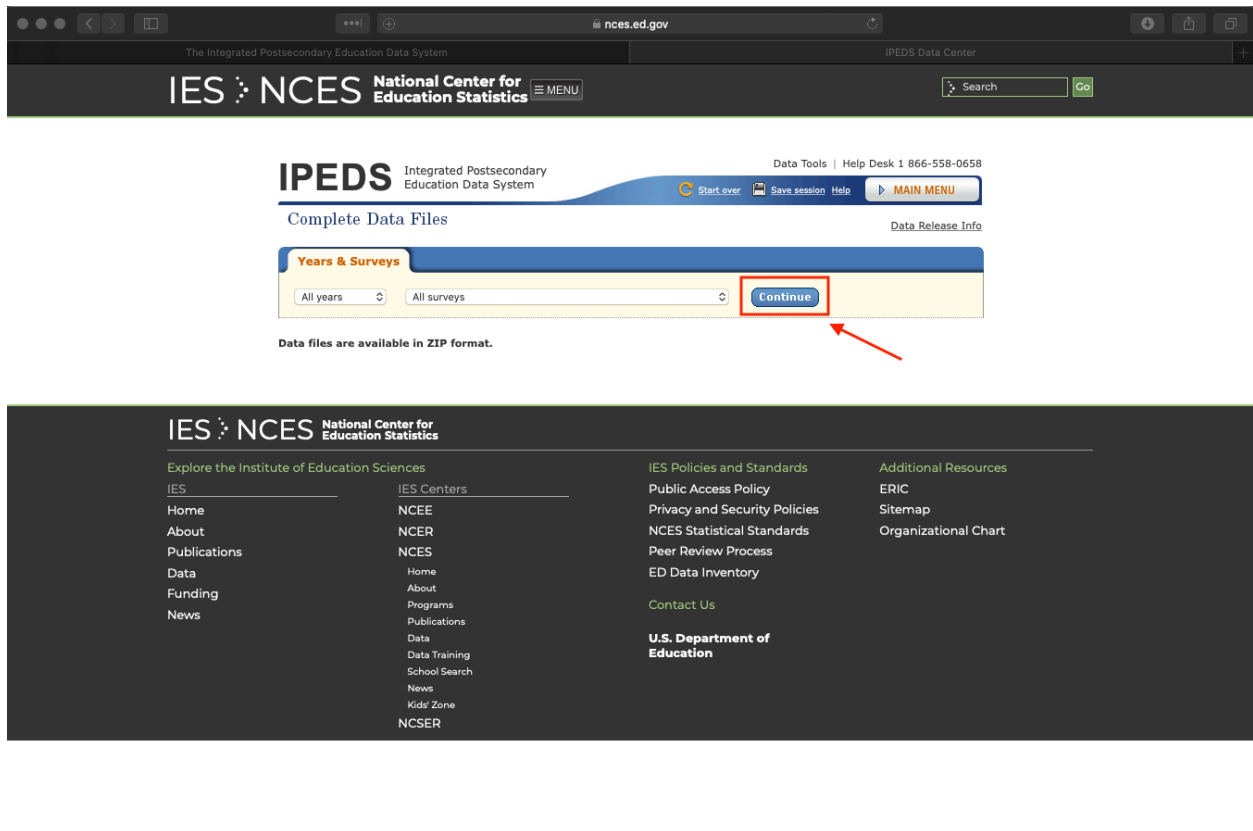 nces.ed.gov
The Integrated Postsecondary Education Data System
IPEDS Data Center
IES NCES National Center for Education Statistics
MENU
Search
Go
IPEDS Integrated Postsecondary Education Data System
Data Tools | Help Desk 1 866-558-0658
Start over Save session Help MAIN MENU
Complete Data Files
Data Release Info
Years & Surveys
All years All surveys Continue
Data files are available in ZIP format.
IES NCES National Center for Education Statistics
Explore the Institute of Education Sciences
IES
Home
About
Publications
Data
Funding
News
IES Centers
NCEE
NCER
NCES
Home
About
Programs
Publications
Data
Data Training
School Search
News
Kids' Zone
NCSER
IES Policies and Standards
Public Access Policy
Privacy and Security Policies
NCES Statistical Standards
Peer Review Process
ED Data Inventory
Contact Us
U.S. Department of
Education
Additional Resources
ERIC
Sitemap
Organizational Chart